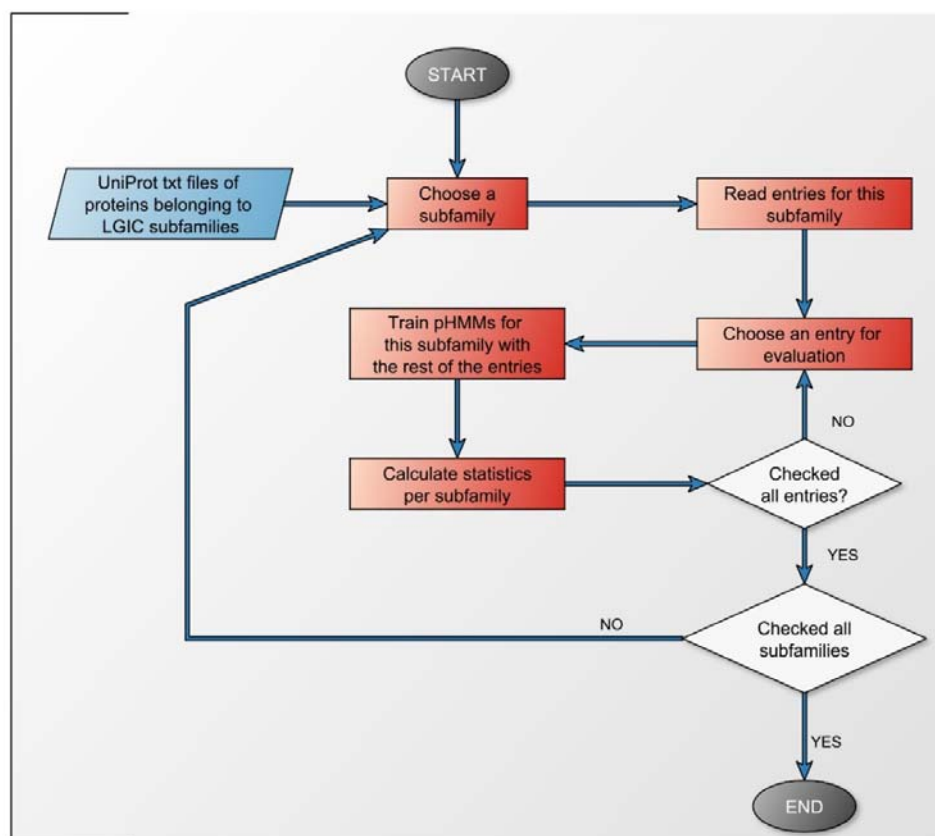 START
UniProt txt files of
proteins belonging to
LGIC subfamilies
Choose a
subfamily
Read entries for this
subfamily
Train pHMMs for
this subfamily with
the rest of the entries
Choose an entry for
evaluation
NO
Calculate statistics
per subfamily
Checked
all entries?
YES
NO
Checked all
subfamilies
YES
END